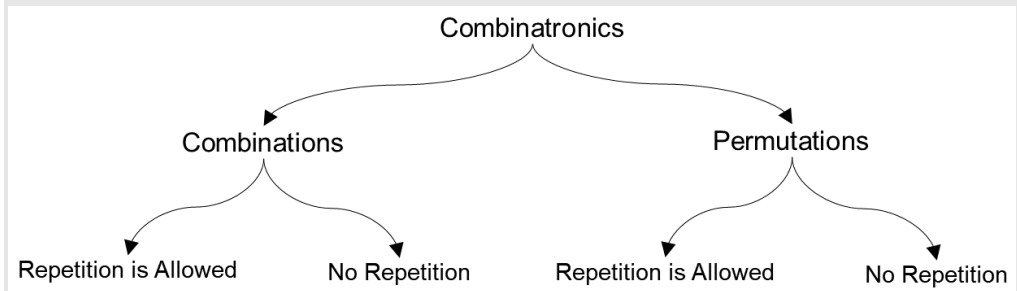 Combinatronics
Combinations
Permutations
Repetition is Allowed
No Repetition
Repetition is Allowed
No Repetition